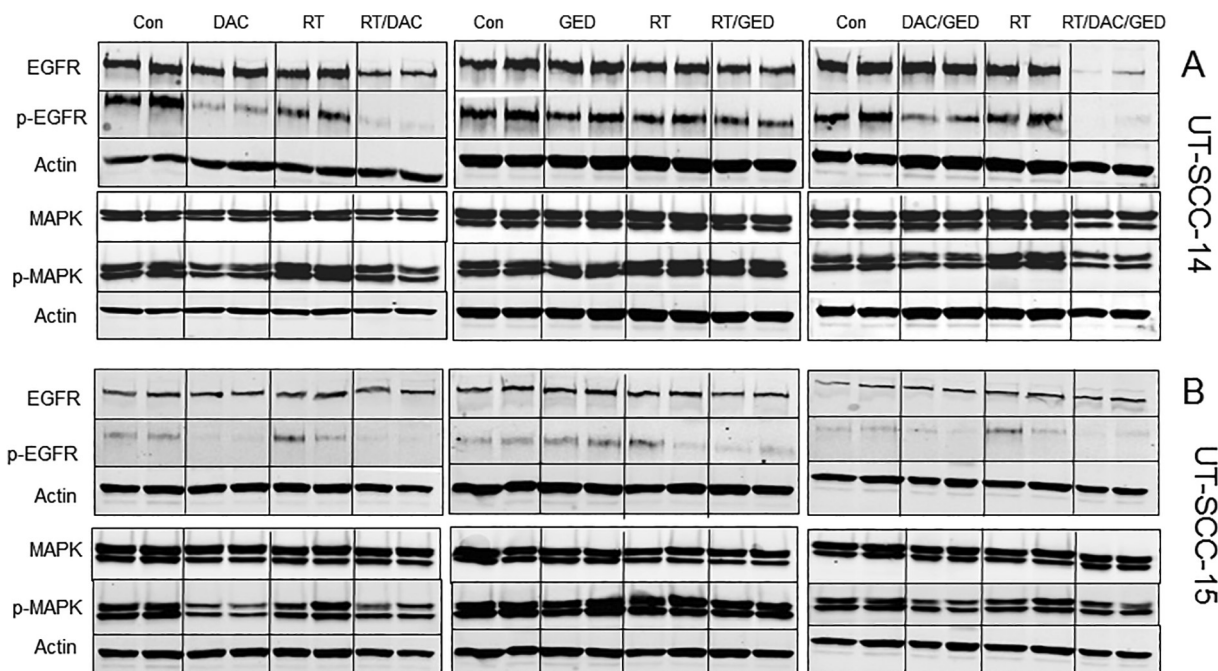 Con DAC RT RT/DAC Con GED RT RT/GED Con DAC/GED RT RT/DAC/GED
EGFR
p-EGFR
Actin
MAPK
p-MAPK
Actin
A
UT-SCC-14
EGFR
p-EGFR
Actin
MAPK
p-MAPK
Actin
B
UT-SCC-15